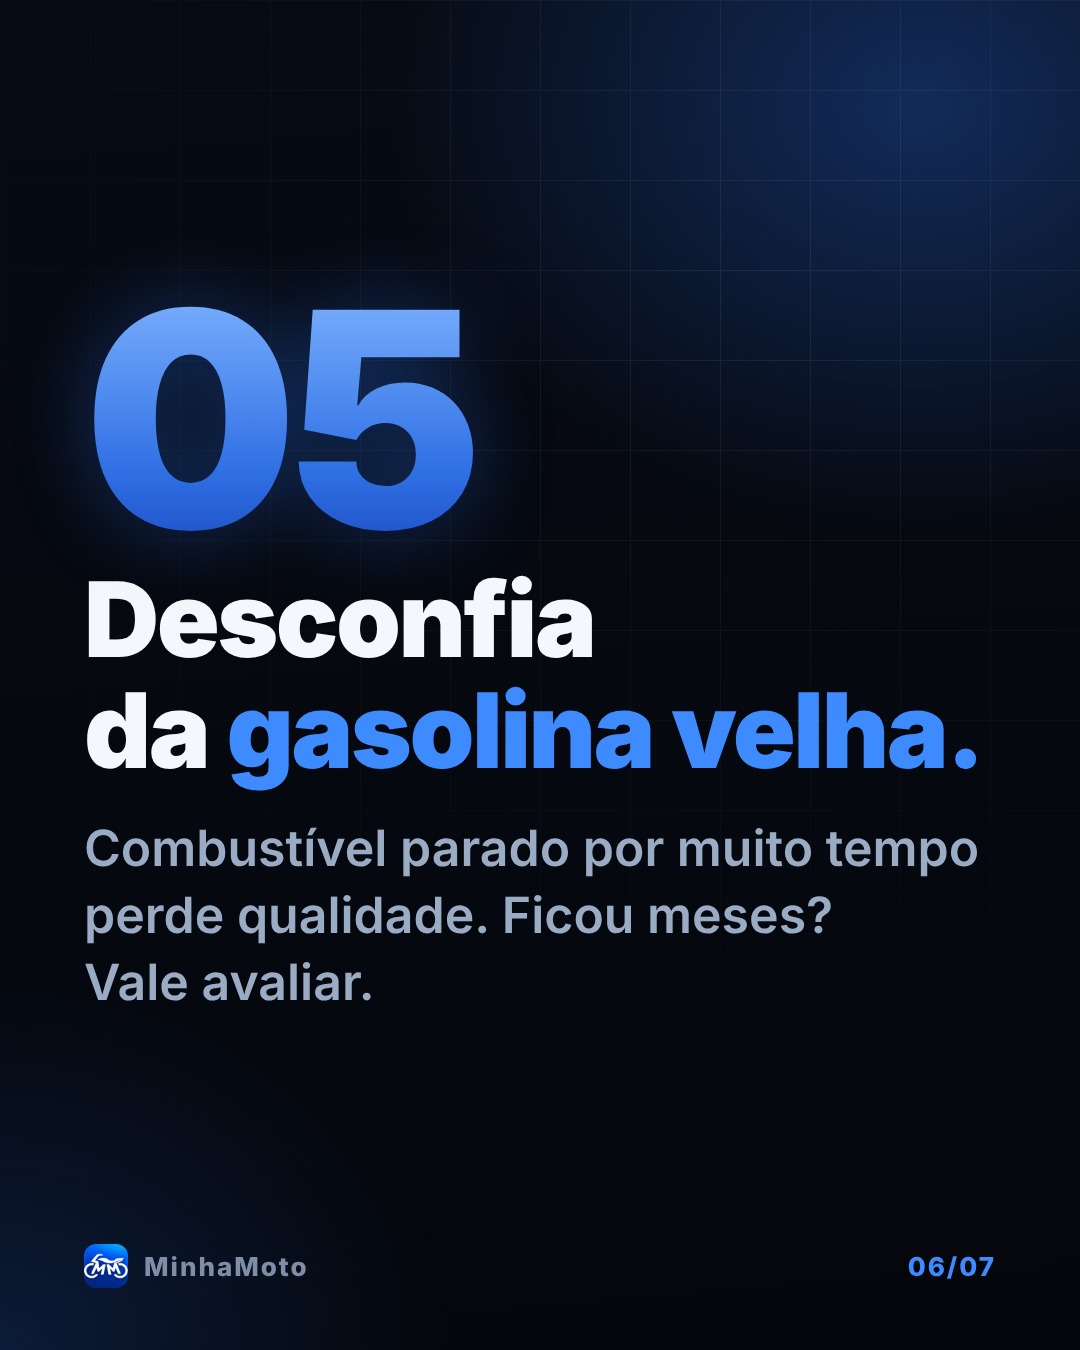 05
Desconfia
da gasolina velha.
Combustível parado por muito tempo
perde qualidade. Ficou meses?
Vale avaliar.
MM MinhaMoto
06/07